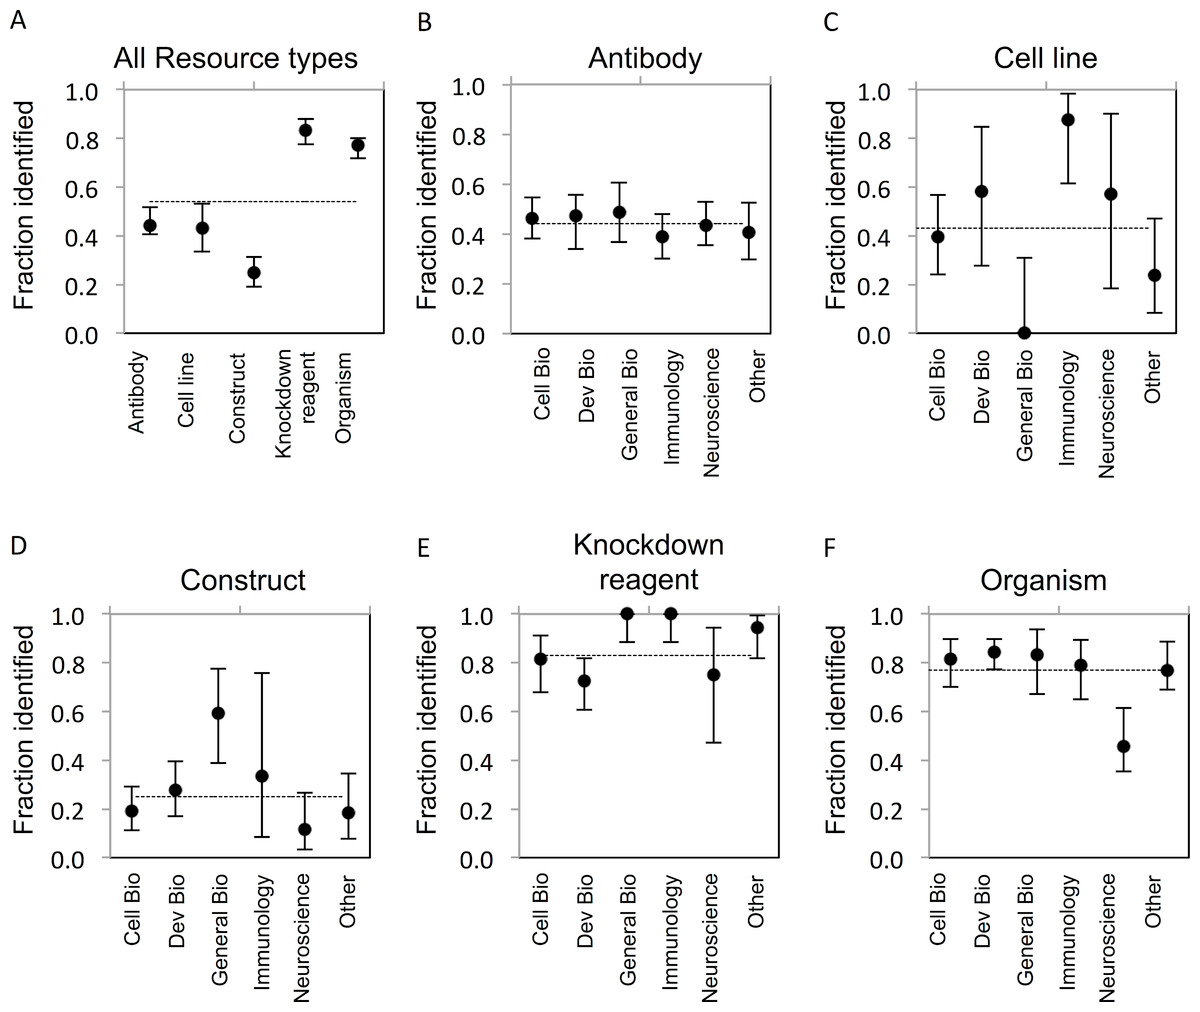 A
All Resource types
Fraction identified
1.0
0.8
0.6
0.4
0.2
0.0
Antibody
Cell line
Construct
Knockdown
reagent
Organism
B
Antibody
Fraction identified
1.0
0.8
0.6
0.4
0.2
0.0
Cell Bio
Dev Bio
General Bio
Immunology
Neuroscience
Other
C
Cell line
Fraction identified
1.0
0.8
0.6
0.4
0.2
0.0
Cell Bio
Dev Bio
General Bio
Immunology
Neuroscience
Other
D
Construct
Fraction identified
1.0
0.8
0.6
0.4
0.2
0.0
Cell Bio
Dev Bio
General Bio
Immunology
Neuroscience
Other
E
Knockdown
reagent
Fraction identified
1.0
0.8
0.6
0.4
0.2
0.0
Cell Bio
Dev Bio
General Bio
Immunology
Neuroscience
Other
F
Organism
Fraction identified
1.0
0.8
0.6
0.4
0.2
0.0
Cell Bio
Dev Bio
General Bio
Immunology
Neuroscience
Other